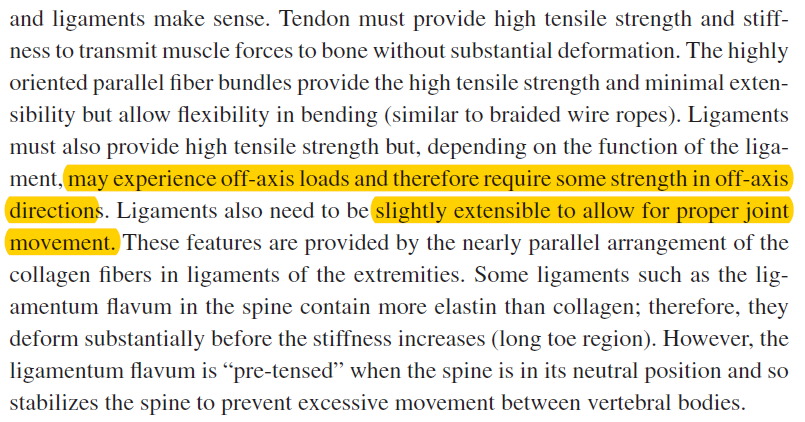 and ligaments make sense. Tendon must provide high tensile strength and stiff-
ness to transmit muscle forces to bone without substantial deformation. The highly
oriented parallel fiber bundles provide the high tensile strength and minimal exten-
sibility but allow flexibility in bending (similar to braided wire ropes). Ligaments
must also provide high tensile strength but, depending on the function of the liga-
ment, may experience off-axis loads and therefore require some strength in off-axis
directions. Ligaments also need to be slightly extensible to allow for proper joint
movement. These features are provided by the nearly parallel arrangement of the
collagen fibers in ligaments of the extremities. Some ligaments such as the lig-
amentum flavum in the spine contain more elastin than collagen; therefore, they
deform substantially before the stiffness increases (long toe region). However, the
ligamentum flavum is “pre-tensed” when the spine is in its neutral position and so
stabilizes the spine to prevent excessive movement between vertebral bodies.